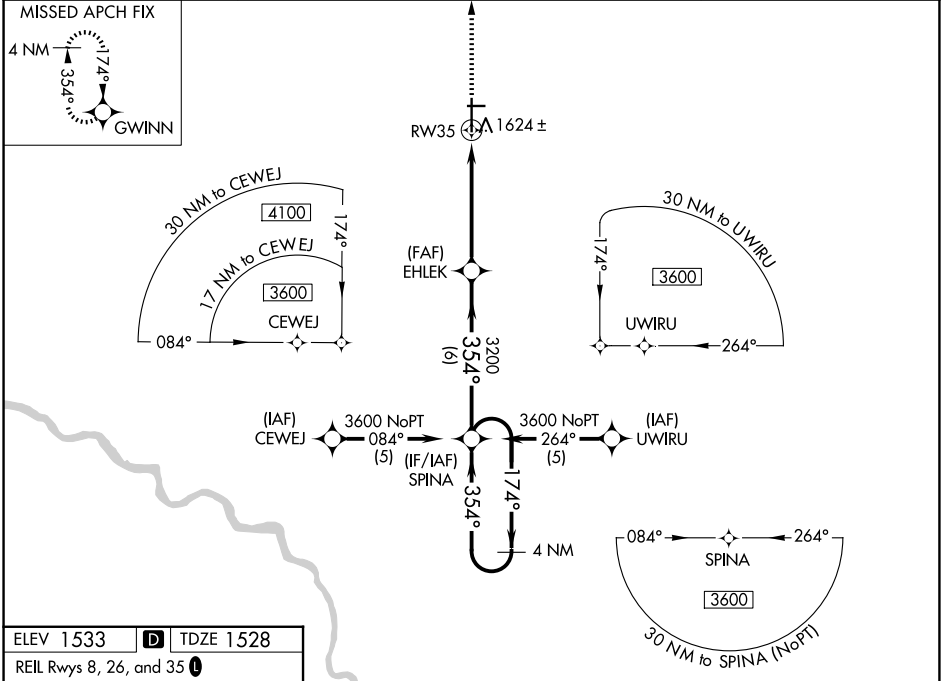 MISSED APCH FIX
4 NM
174°
354°
GWINN
RW35
1624 ±
30 NM to CEWEJ
4100
174°
17 NM to CEWEJ
3600
CEWEJ
084°
(FAF)
EHLEK
30 NM to UWIRU
174°
3600
UWIRU
264°
3200
354°
(6)
(IAF)
CEWEJ
3600 NoPT
084°
(5)
(IF/IAF)
SPINA
3600 NoPT
264°
(5)
(IAF)
UWIRU
354°
174°
4 NM
084°
264°
SPINA
3600
30 NM to SPINA (NoPT)
ELEV 1533 D TDZE 1528
REIL Rwys 8, 26, and 35 L